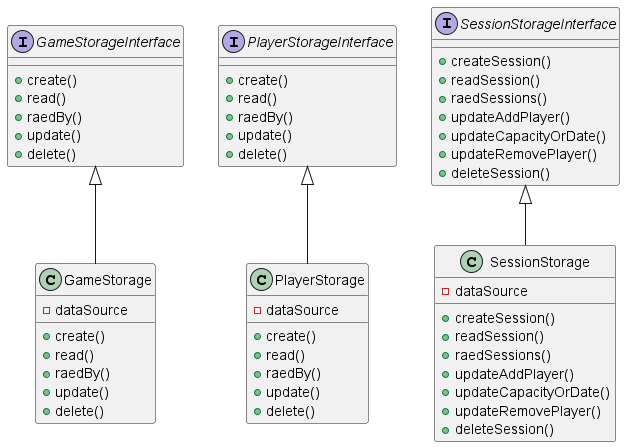 I GameStorageInterface
create()
read()
raedBy()
update()
delete()
I PlayerStorageInterface
create()
read()
raedBy()
update()
delete()
I SessionStorageInterface
createSession()
readSession()
raedSessions()
updateAddPlayer()
updateCapacityOrDate()
updateRemovePlayer()
deleteSession()
C GameStorage
dataSource
create()
read()
raedBy()
update()
delete()
C PlayerStorage
dataSource
create()
read()
raedBy()
update()
delete()
C SessionStorage
dataSource
createSession()
readSession()
raedSessions()
updateAddPlayer()
updateCapacityOrDate()
updateRemovePlayer()
deleteSession()